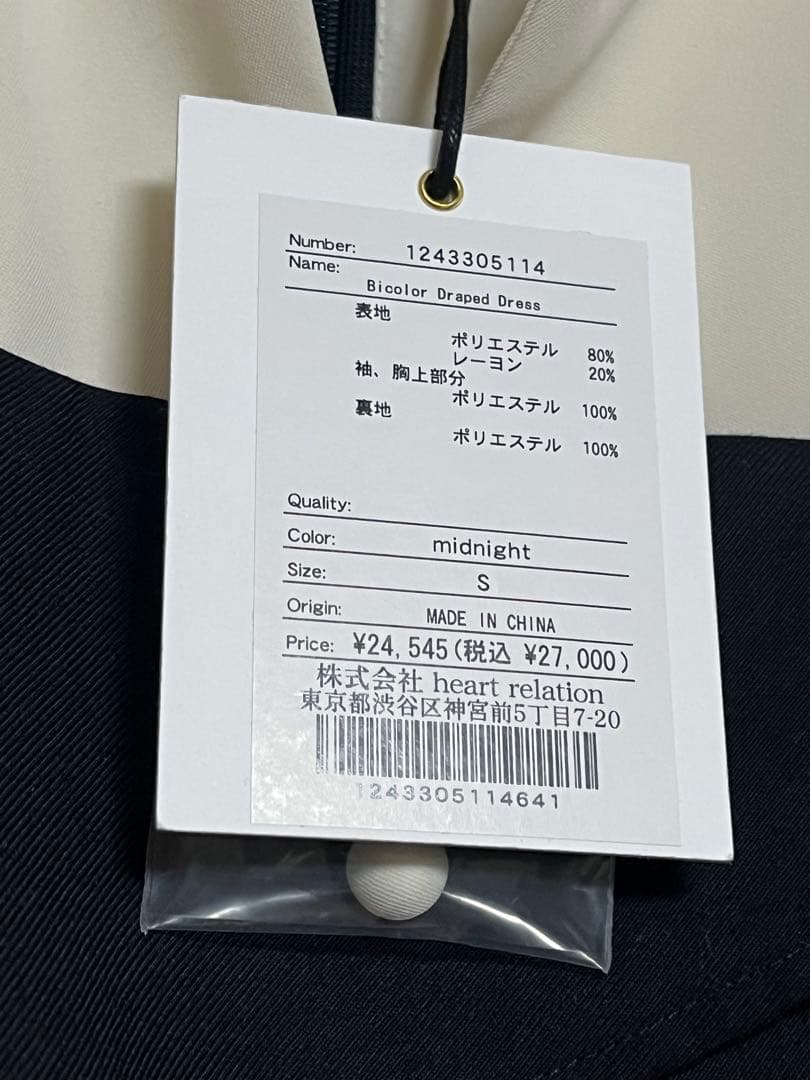 Number: 1243305114
Name:
Bicolor Draped Dress
表地
ポリエステル 80%
レーヨン 20%
袖、胸上部分
ポリエステル 100%
裏地
ポリエステル 100%
Quality:
Color: midnight
Size: S
Origin: MADE IN CHINA
Price: ¥24,545(税込 ¥27,000)
株式会社 heart relation
東京都渋谷区神宮前5丁目7-20
1243305114641